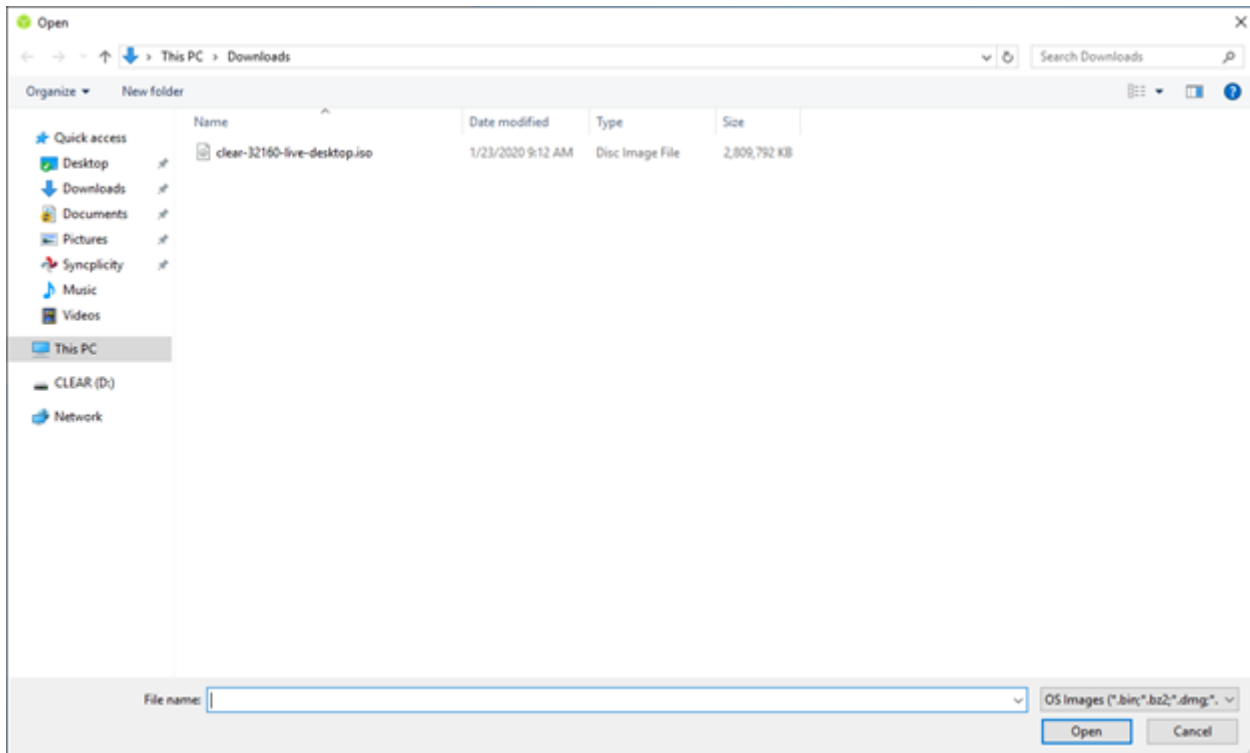 Open
This PC > Downloads
Search Downloads
Organize
New folder
Name
Date modified
Type
Size
clear-32160-live-desktop.iso
1/23/2020 9:12 AM
Disc Image File
2,809,792 KB
Quick access
Desktop
Downloads
Documents
Pictures
Syncplicity
Music
Videos
This PC
CLEAR (D:)
Network
File name:
OS Images (*.bin;*.bz2;*.dmg;*.
Open
Cancel